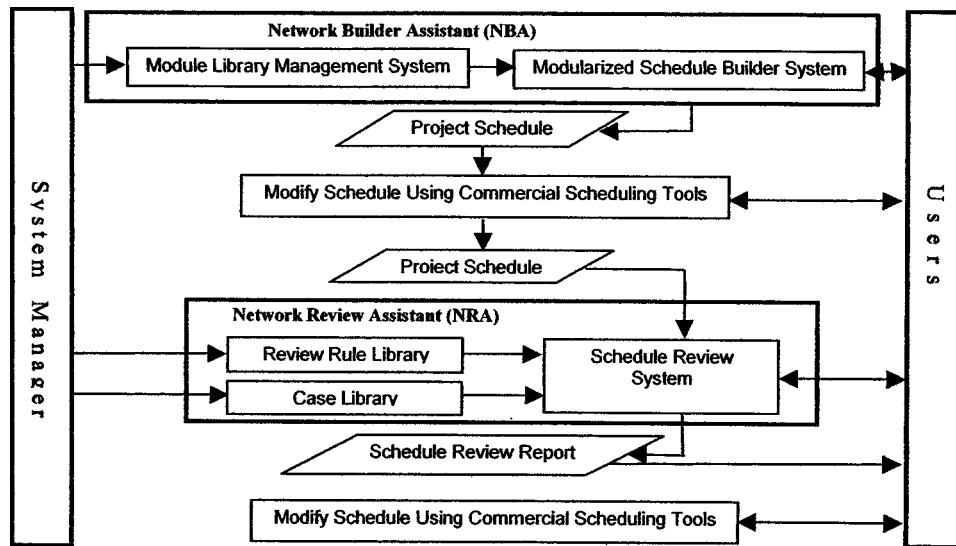 Network Builder Assistant (NBA)
Module Library Management System
Modularized Schedule Builder System
Project Schedule
Modify Schedule Using Commercial Scheduling Tools
Proiect Schedule
Network Review Assistant (NRA)
Review Rule Library
Schedule Review
System
Case Library
Schedule Review Report
Modify Schedule Using Commercial Scheduling Tools
System Manager
Users